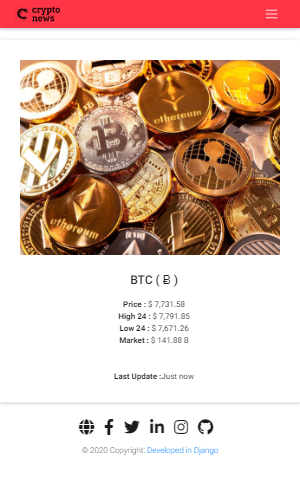 crypto
news
ethereum
ethereum
BTC ( Ƀ )
Price : $ 7,731.58
High 24 : $ 7,791.85
Low 24 : $ 7,671.26
Market : $ 141.88 B
Last Update :Just now
© 2020 Copyright: Developed in Django